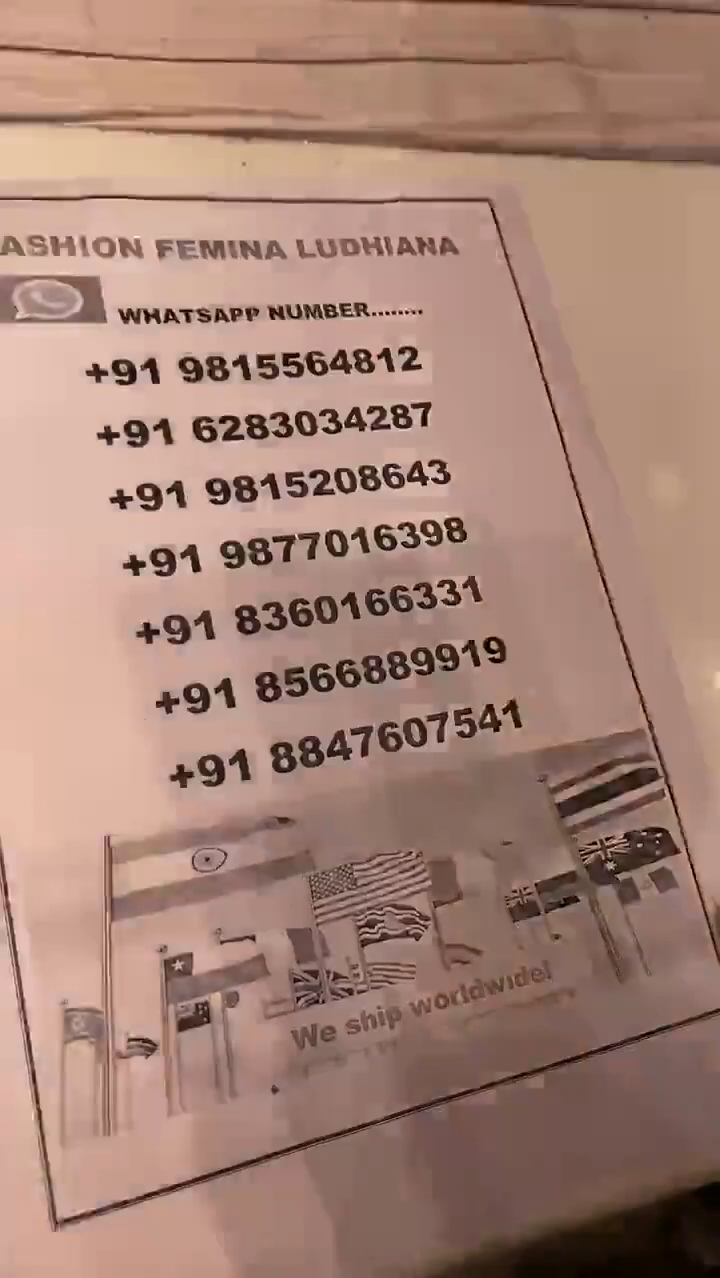 ASHION FEMINA LUDHIANA
WHATSAPP NUMBER........
+91 9815564812
+91 6283034287
+91 9815208643
+91 9877016398
+91 8360166331
+91 8566889919
+91 8847607541
We ship worldwide!